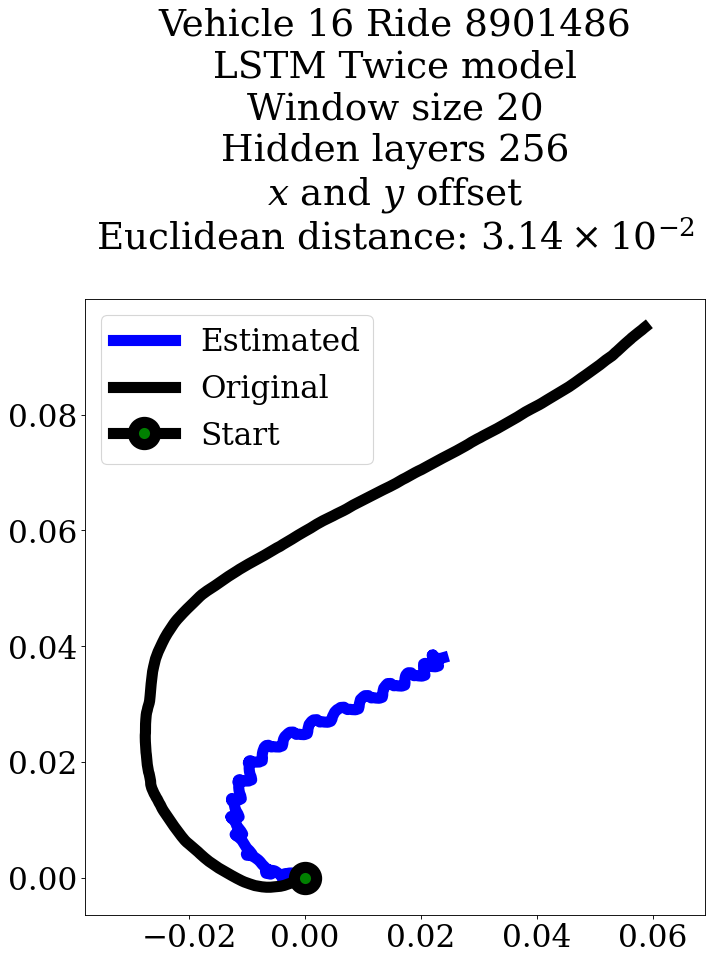 Vehicle 16 Ride 8901486
LSTM Twice model
Window size 20
Hidden layers 256
x and y offset
Euclidean distance: 3.14 × 10⁻²
Estimated
Original
Start
0.08
0.06
0.04
0.02
0.00
−0.02 0.00 0.02 0.04 0.06